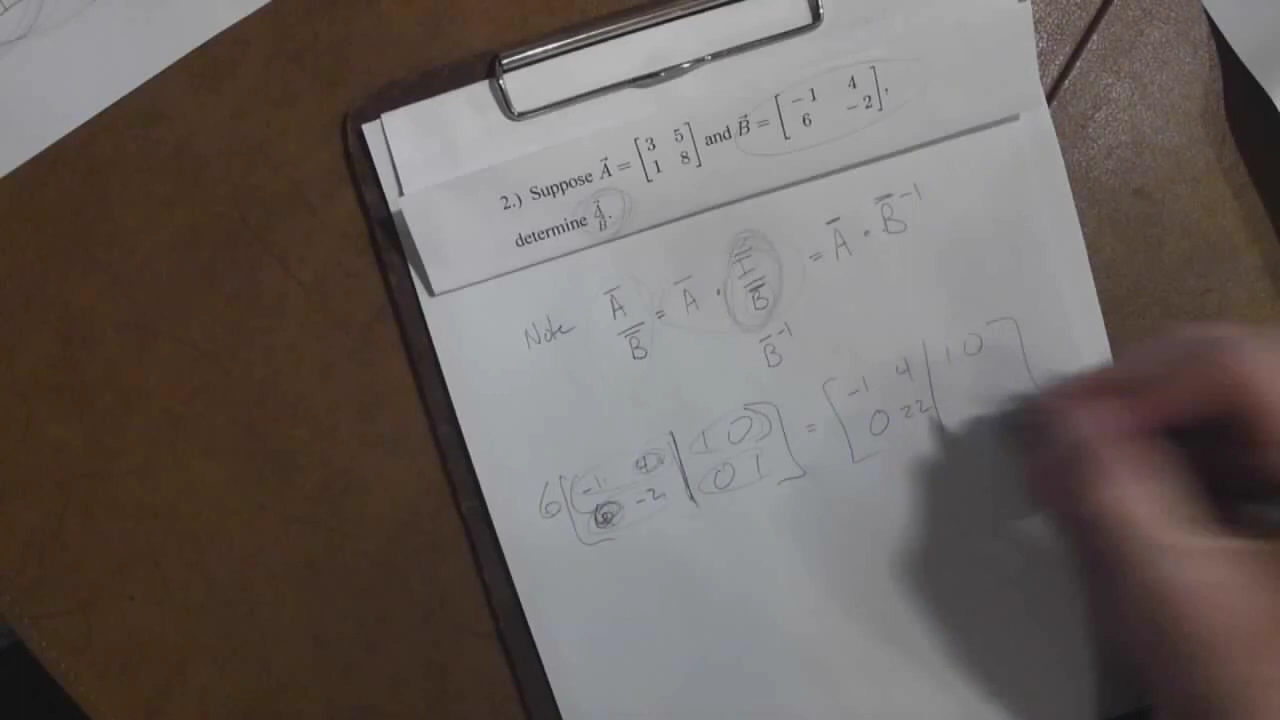 2.) Suppose A⃗ = [3 5; 1 8] and B⃗ = [-1 4; 6 -2],
determine A⃗/B.
Note A̅/B̿ = A̅ · I̿/B̿ = A̅ · B̿⁻¹
B̅⁻¹
6[-1 4 | 1 0; 6 -2 | 0 1] = [-1 4 | 1 0; 0 22 |]